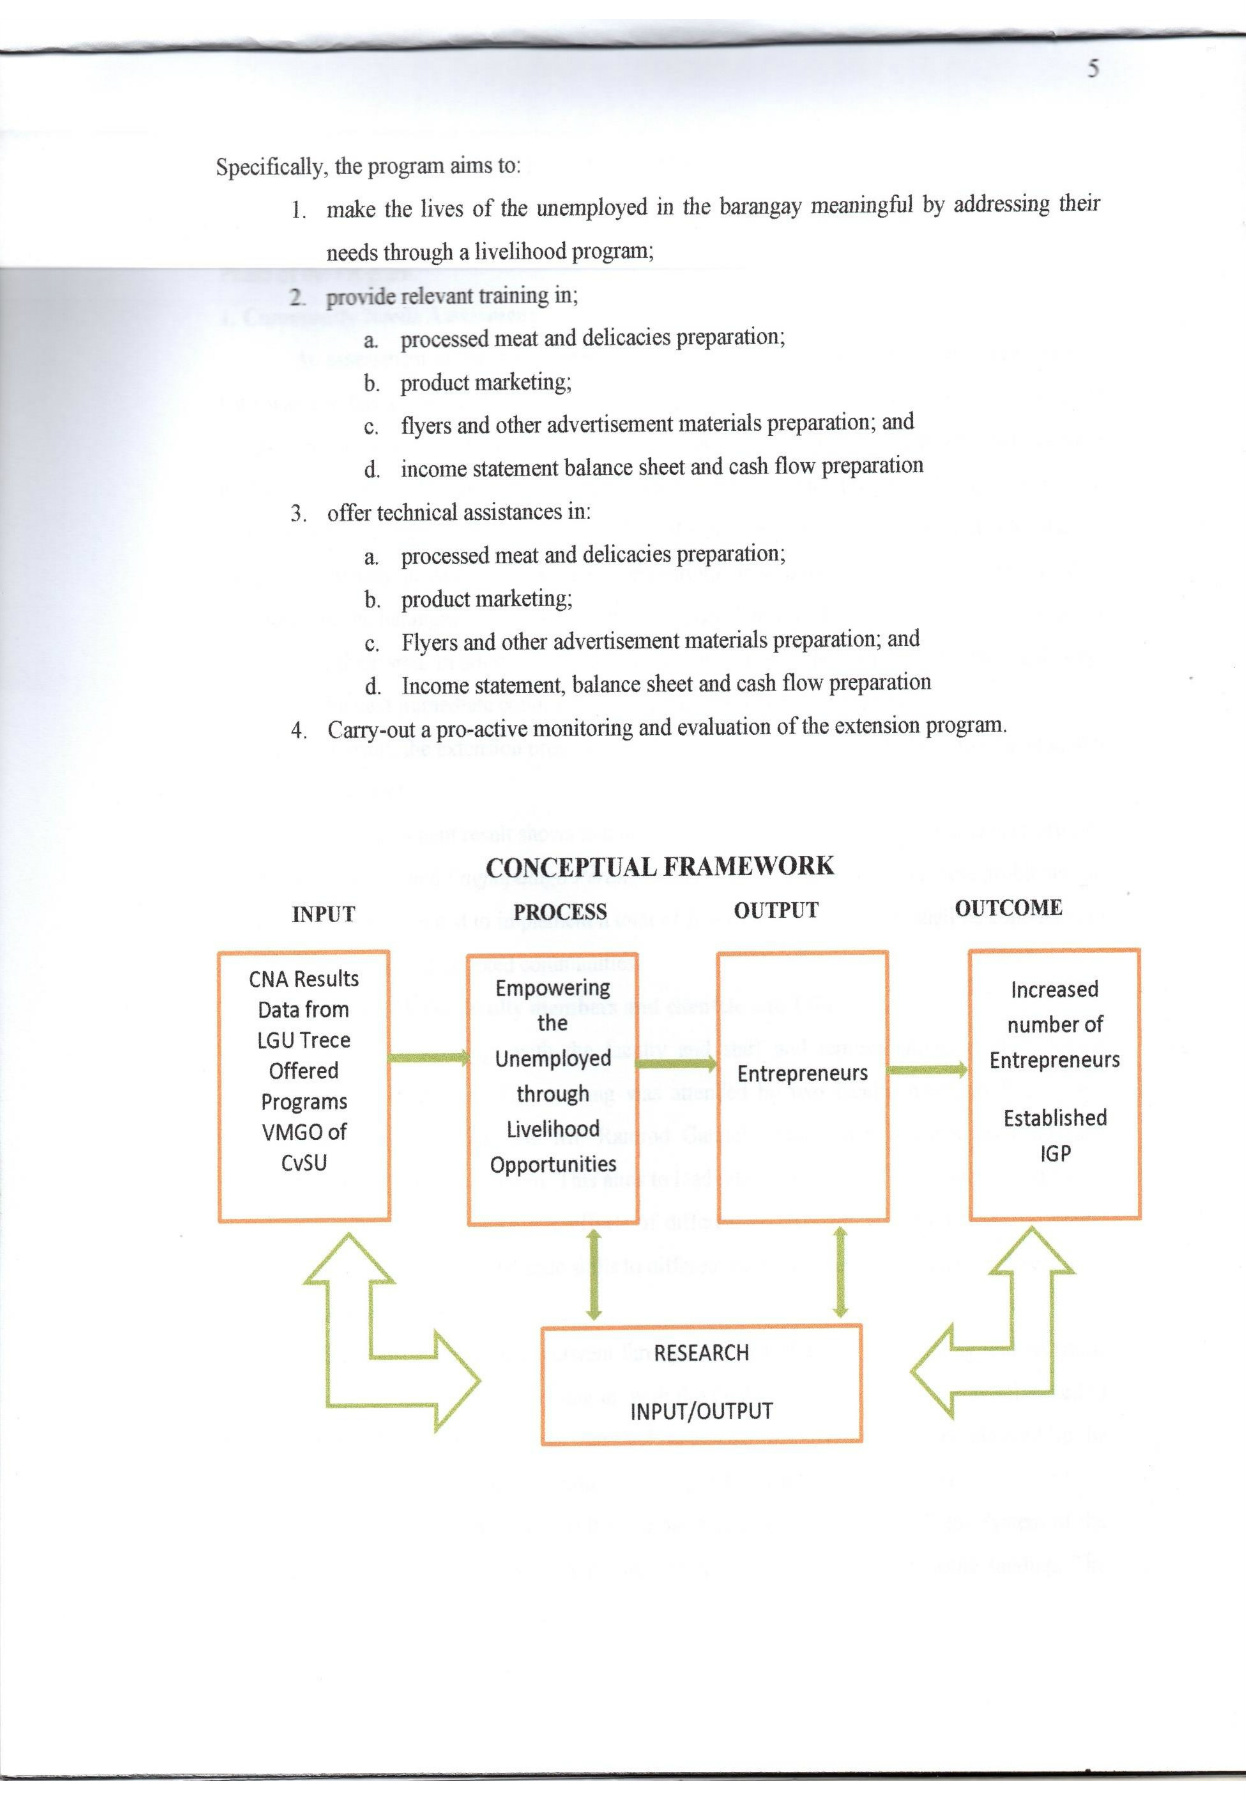 5
Specifically, the program aims to:
1. make the lives of the unemployed in the barangay meaningful by addressing their
needs through a livelihood program;
2. provide relevant training in;
a. processed meat and delicacies preparation;
b. product marketing;
c. flyers and other advertisement materials preparation; and
d. income statement balance sheet and cash flow preparation
3. offer technical assistances in:
a. processed meat and delicacies preparation;
b. product marketing;
c. Flyers and other advertisement materials preparation; and
d. Income statement, balance sheet and cash flow preparation
4. Carry-out a pro-active monitoring and evaluation of the extension program.
CONCEPTUAL FRAMEWORK
INPUT PROCESS OUTPUT OUTCOME
CNA Results
Data from
LGU Trece
Offered
Programs
VMGO of
CvSU
Empowering
the
Unemployed
through
Livelihood
Opportunities
Entrepreneurs
Increased
number of
Entrepreneurs
Established
IGP
RESEARCH
INPUT/OUTPUT